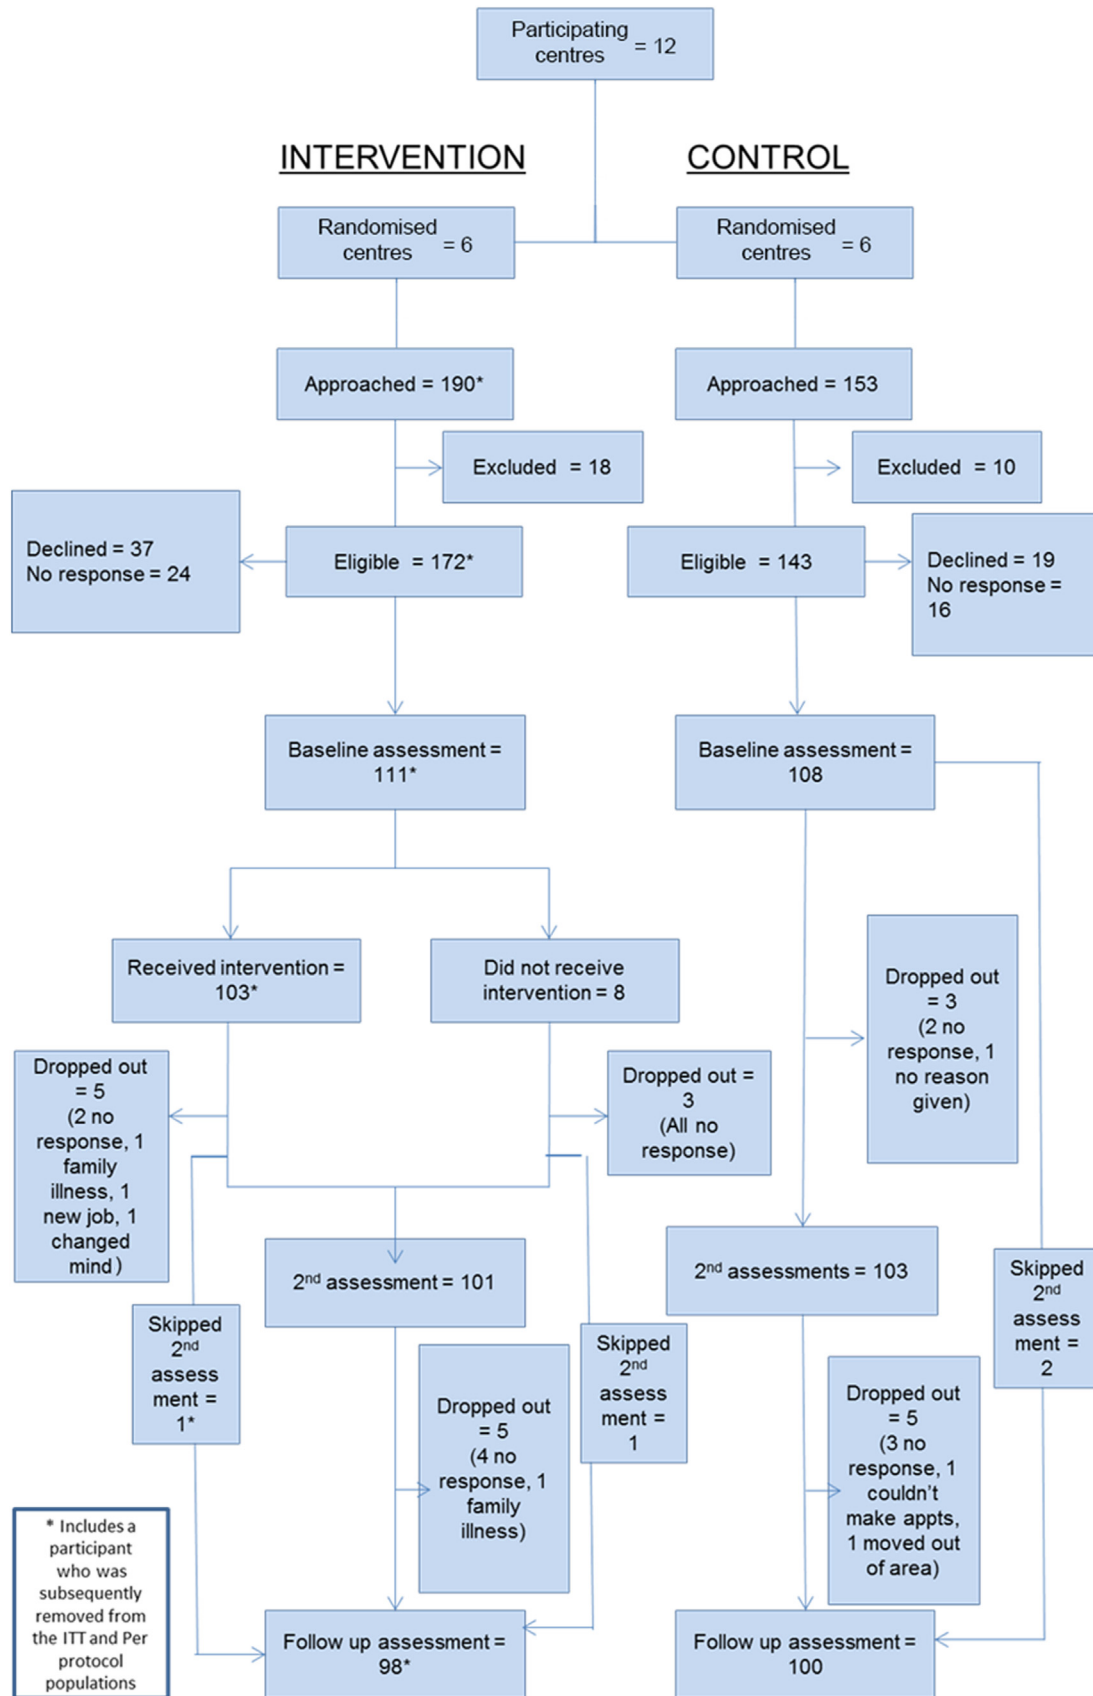 Participating
centres = 12
INTERVENTION
CONTROL
Randomised
centres = 6
Randomised
centres = 6
Approached = 190*
Approached = 153
Excluded = 18
Excluded = 10
Declined = 37
No response = 24
Eligible = 172*
Eligible = 143
Declined = 19
No response =
16
Baseline assessment =
111*
Baseline assessment =
108
Received intervention =
103*
Did not receive
intervention = 8
Dropped out
= 3
(2 no
response, 1
no reason
given)
Dropped out
= 5
(2 no
response, 1
family
illness, 1
new job, 1
changed
mind )
Dropped out =
3
(All no
response)
2nd assessment = 101
2nd assessments = 103
Skipped
2nd
assess
ment =
2
Skipped
2nd
assess
ment =
1*
Dropped out
= 5
(4 no
response, 1
family
illness)
Skipped
2nd
assess
ment =
1
Dropped out
= 5
(3 no
response, 1
couldn't
make appts,
1 moved out
of area)
* Includes a
participant
who was
subsequently
removed from
the ITT and Per
protocol
populations
Follow up assessment =
98*
Follow up assessment =
100